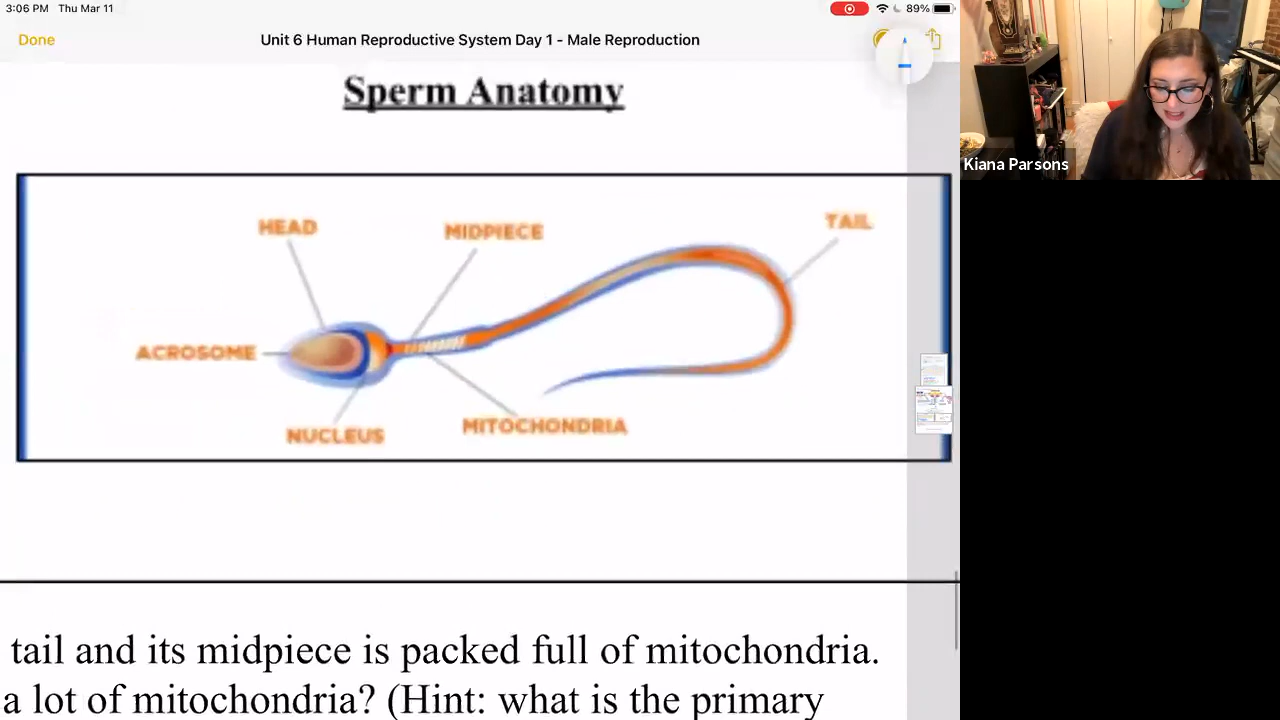 3:06 PM Thu Mar 11
89%
Done
Unit 6 Human Reproductive System Day 1 - Male Reproduction
Sperm Anatomy
HEAD
MIDPIECE
TAIL
ACROSOME
NUCLEUS
MITOCHONDRIA
tail and its midpiece is packed full of mitochondria.
a lot of mitochondria? (Hint: what is the primary
Kiana Parsons